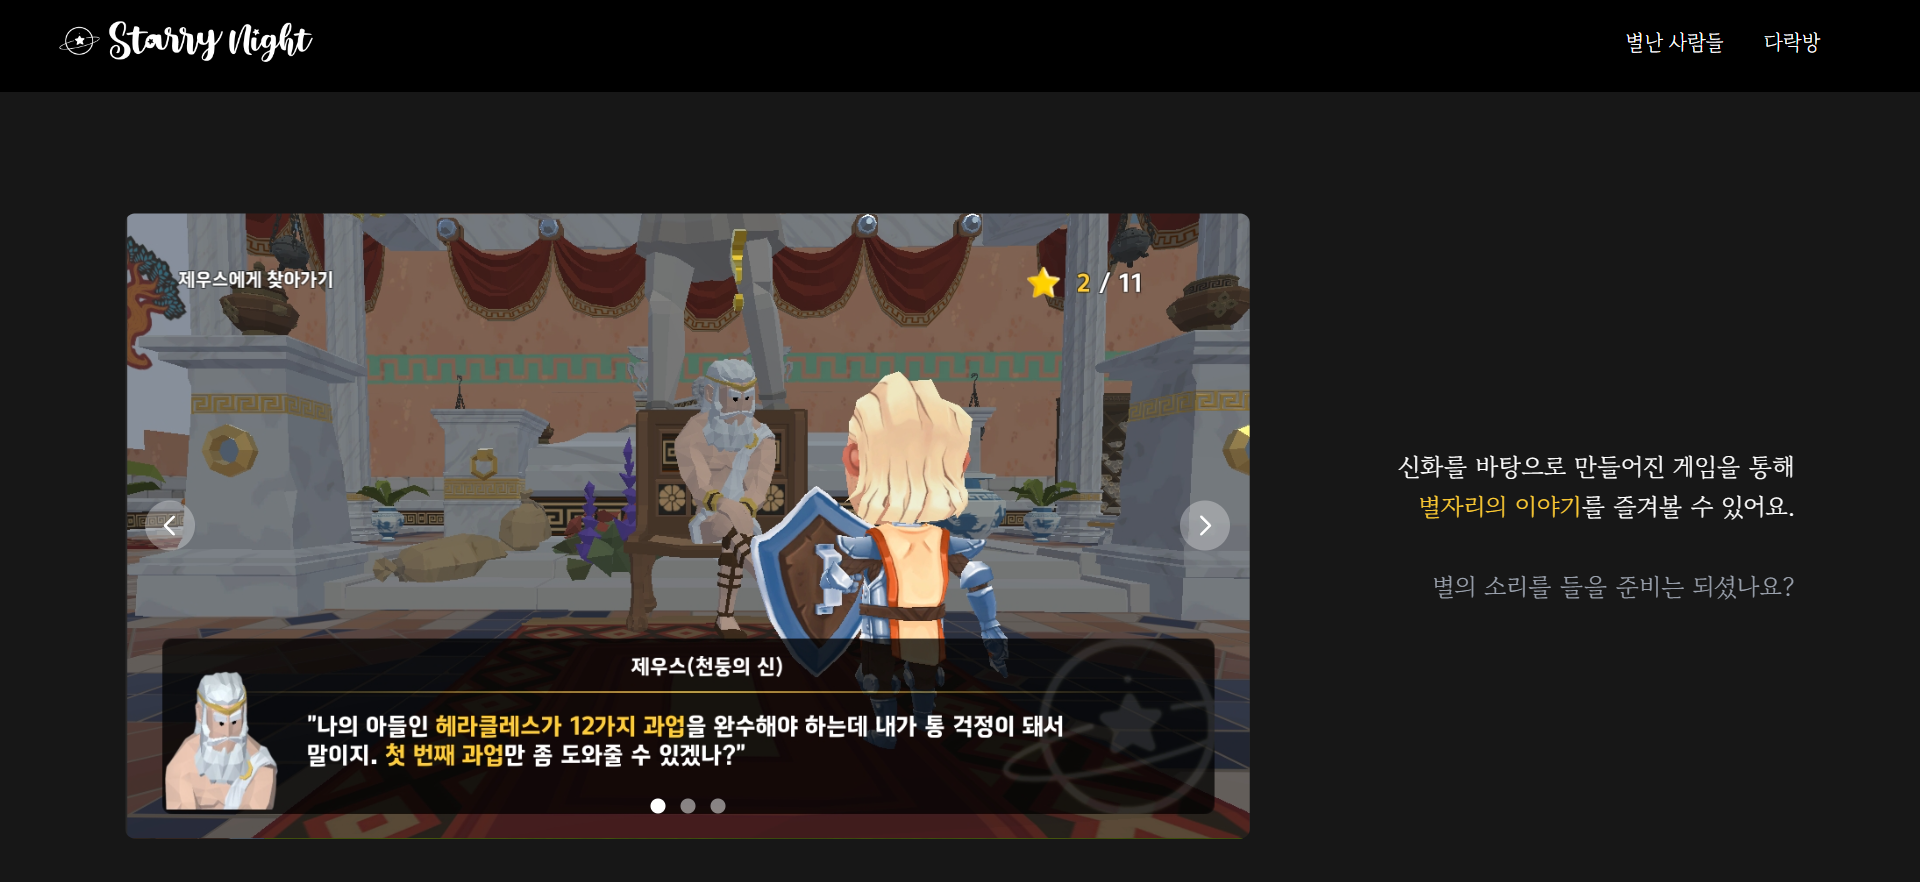 Starry Night
별난 사람들
다락방
제우스에게 찾아가기
2 / 11
신화를 바탕으로 만들어진 게임을 통해
별자리의 이야기를 즐겨볼 수 있어요.
별의 소리를 들을 준비는 되셨나요?
제우스(천둥의 신)
"나의 아들인 헤라클레스가 12가지 과업을 완수해야 하는데 내가 통 걱정이 돼서
말이지. 첫 번째 과업만 좀 도와줄 수 있겠나?"